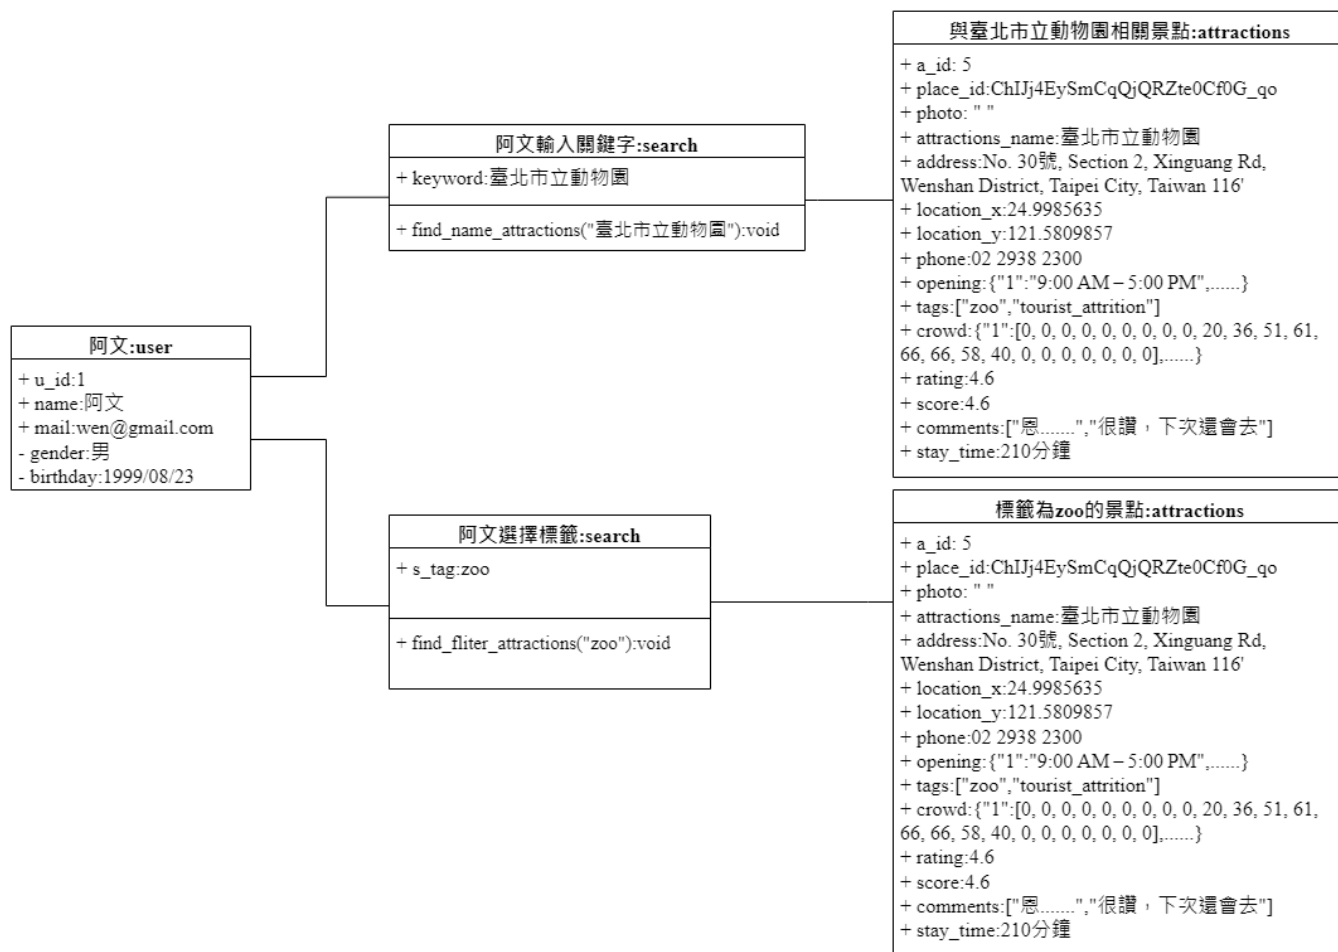 阿文:user
+ u_id:1
+ name:阿文
+ mail:wen@gmail.com
- gender:男
- birthday:1999/08/23
阿文輸入關鍵字:search
+ keyword:臺北市立動物園
+ find_name_attractions("臺北市立動物園"):void
阿文選擇標籤:search
+ s_tag:zoo
+ find_fliter_attractions("zoo"):void
與臺北市立動物園相關景點:attractions
+ a_id: 5
+ place_id:ChIJj4EySmCqQjQRZte0Cf0G_qo
+ photo: " "
+ attractions_name:臺北市立動物園
+ address:No. 30號, Section 2, Xinguang Rd,
Wenshan District, Taipei City, Taiwan 116'
+ location_x:24.9985635
+ location_y:121.5809857
+ phone:02 2938 2300
+ opening:{"1":"9:00 AM – 5:00 PM",......}
+ tags:["zoo","tourist_attrition"]
+ crowd:{"1":[0, 0, 0, 0, 0, 0, 0, 0, 0, 20, 36, 51, 61,
66, 66, 58, 40, 0, 0, 0, 0, 0, 0, 0],......}
+ rating:4.6
+ score:4.6
+ comments:["恩.......","很讚，下次還會去"]
+ stay_time:210分鐘
標籤為zoo的景點:attractions
+ a_id: 5
+ place_id:ChIJj4EySmCqQjQRZte0Cf0G_qo
+ photo: " "
+ attractions_name:臺北市立動物園
+ address:No. 30號, Section 2, Xinguang Rd,
Wenshan District, Taipei City, Taiwan 116'
+ location_x:24.9985635
+ location_y:121.5809857
+ phone:02 2938 2300
+ opening:{"1":"9:00 AM – 5:00 PM",......}
+ tags:["zoo","tourist_attrition"]
+ crowd:{"1":[0, 0, 0, 0, 0, 0, 0, 0, 0, 20, 36, 51, 61,
66, 66, 58, 40, 0, 0, 0, 0, 0, 0, 0],......}
+ rating:4.6
+ score:4.6
+ comments:["恩.......","很讚，下次還會去"]
+ stay_time:210分鐘